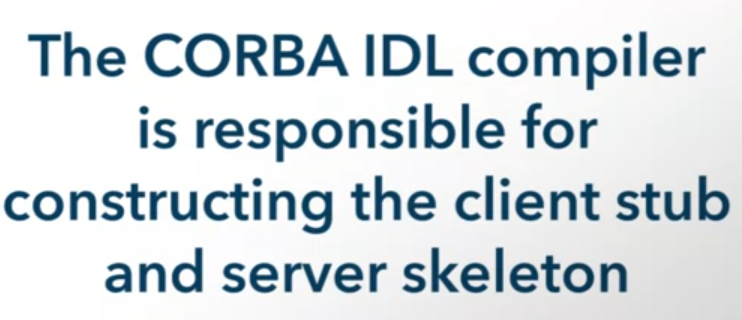 The CORBA IDL compiler
is responsible for
constructing the client stub
and server skeleton